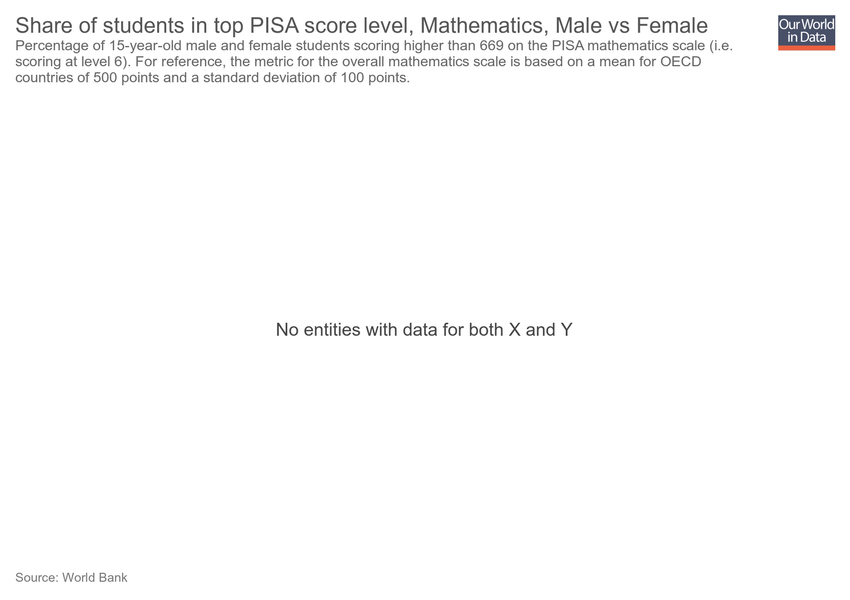 Share of students in top PISA score level, Mathematics, Male vs Female
Our World
in Data
Percentage of 15-year-old male and female students scoring higher than 669 on the PISA mathematics scale (i.e.
scoring at level 6). For reference, the metric for the overall mathematics scale is based on a mean for OECD
countries of 500 points and a standard deviation of 100 points.
No entities with data for both X and Y
Source: World Bank